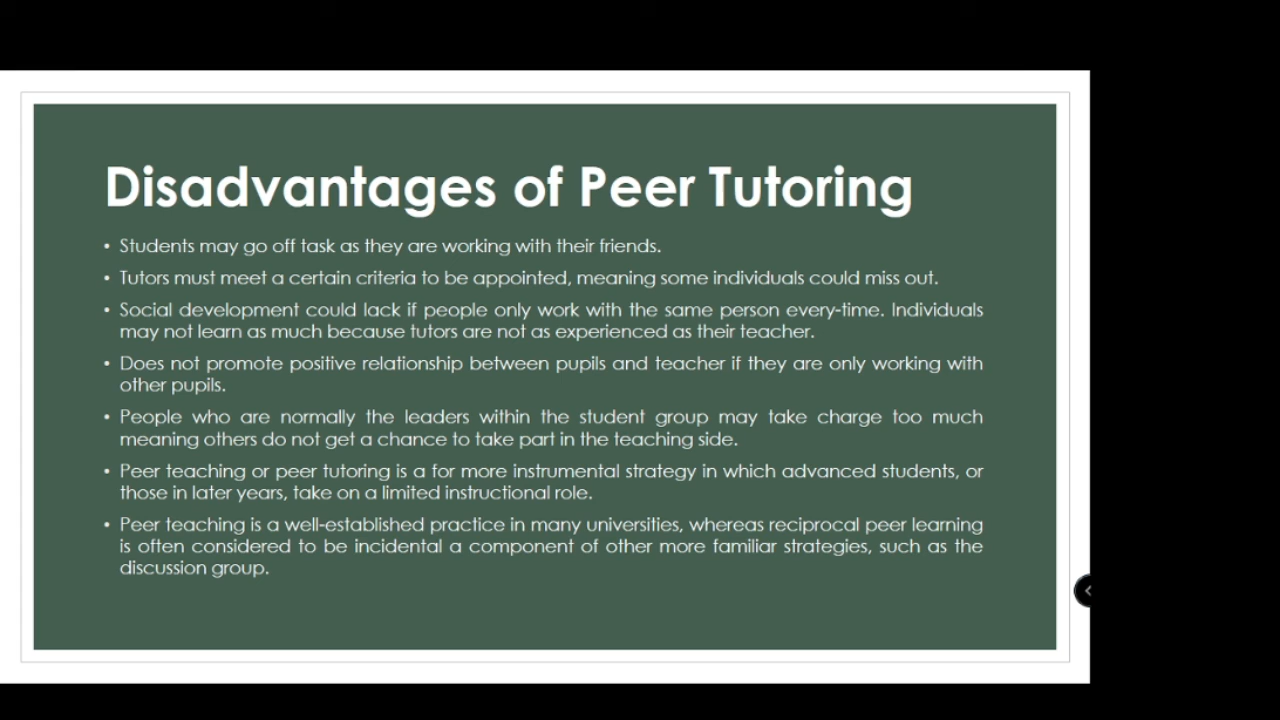 Disadvantages of Peer Tutoring
• Students may go off task as they are working with their friends.
• Tutors must meet a certain criteria to be appointed, meaning some individuals could miss out.
• Social development could lack if people only work with the same person every-time. Individuals
may not learn as much because tutors are not as experienced as their teacher.
• Does not promote positive relationship between pupils and teacher if they are only working with
other pupils.
• People who are normally the leaders within the student group may take charge too much
meaning others do not get a chance to take part in the teaching side.
• Peer teaching or peer tutoring is a for more instrumental strategy in which advanced students, or
those in later years, take on a limited instructional role.
• Peer teaching is a well-established practice in many universities, whereas reciprocal peer learning
is often considered to be incidental a component of other more familiar strategies, such as the
discussion group.